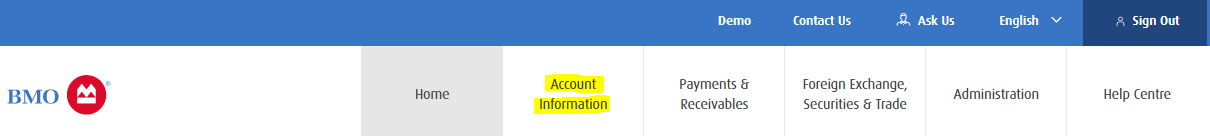 Demo
Contact Us
Ask Us
English
Sign Out
BMO
®
Home
Account
Information
Payments &
Receivables
Foreign Exchange,
Securities & Trade
Administration
Help Centre